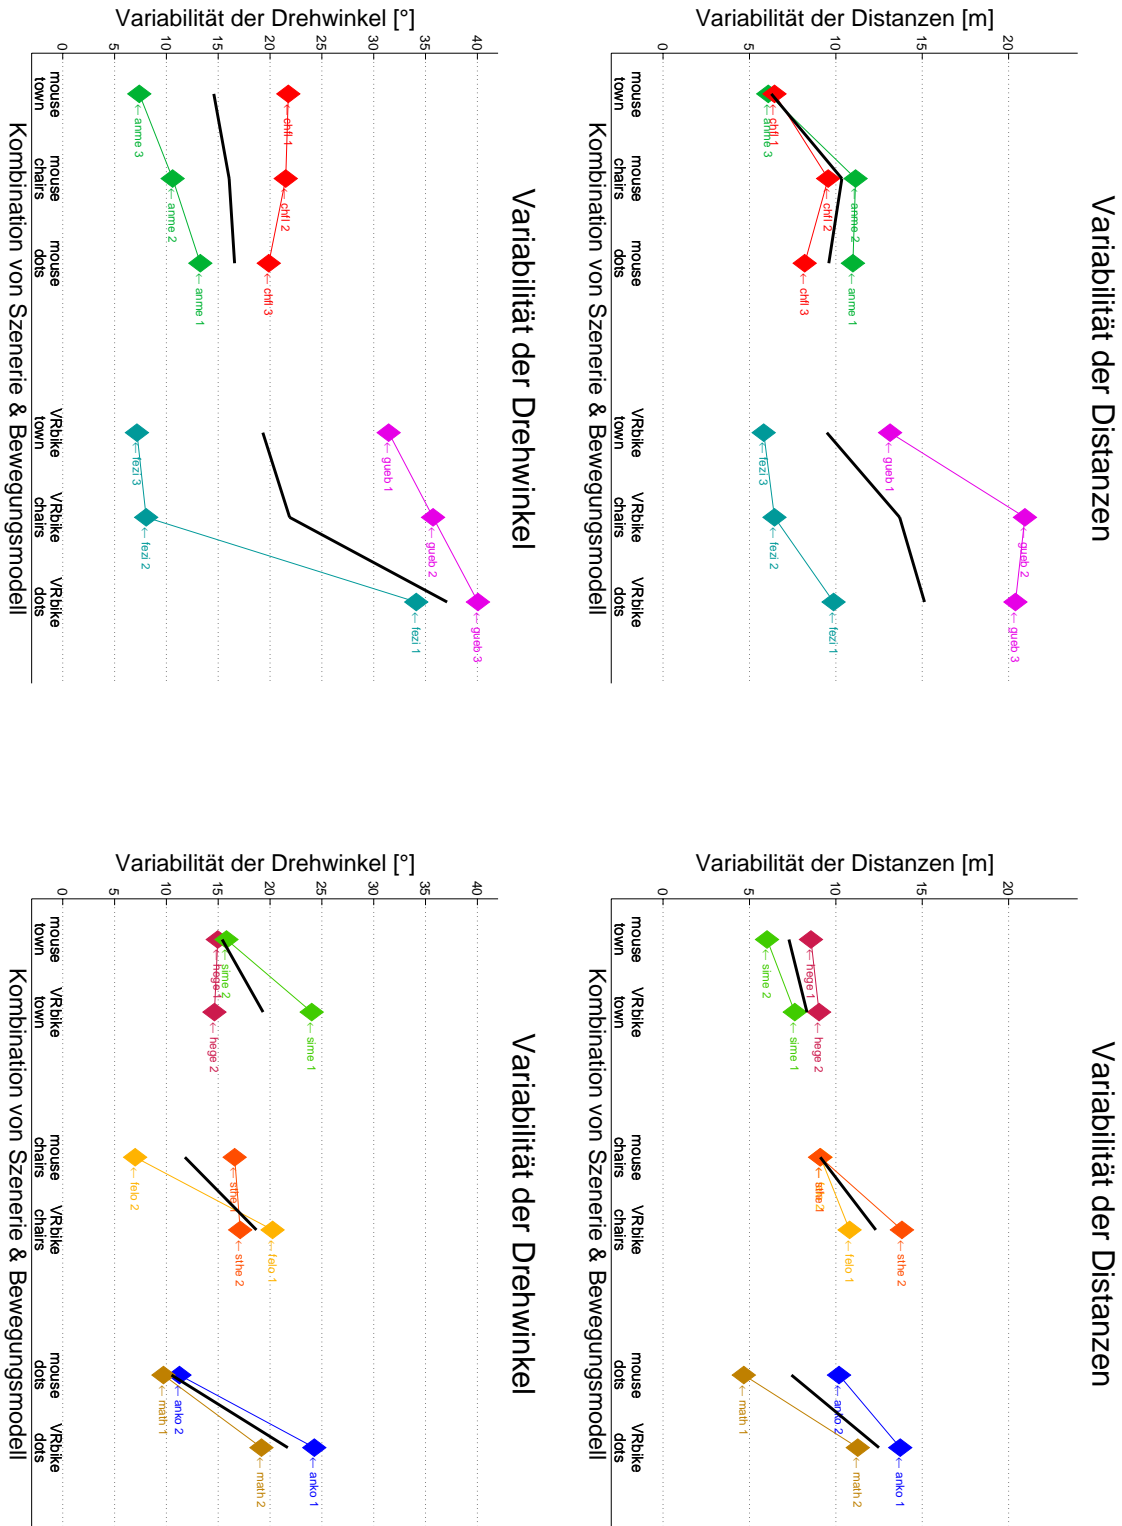 Variabilität der Distanzen
Variabilität der Distanzen [m]
20
15
10
5
0
← gueb 2
← gueb 3
← gueb 1
← anme 2
← anme 1
← chfl 2
← fezi 1
← chfl 3
← chfl 1
← anme 3
← fezi 3
← fezi 2
mouse
town
mouse
chairs
mouse
dots
VRbike
town
VRbike
chairs
VRbike
dots
Kombination von Szenerie & Bewegungsmodell
Variabilität der Distanzen
Variabilität der Distanzen [m]
20
15
10
5
0
← sthe 2
← anko 1
← math 2
← felo 1
← anko 2
← hege 2
← hege 1
← sthe 1
← sime 1
← sime 2
← math 1
mouse
town
VRbike
town
mouse
chairs
VRbike
chairs
mouse
dots
VRbike
dots
Kombination von Szenerie & Bewegungsmodell
Variabilität der Drehwinkel
Variabilität der Drehwinkel [°]
40
35
30
25
20
15
10
5
0
← gueb 3
← gueb 2
← fezi 1
← gueb 1
← chfl 1
← chfl 2
← chfl 3
← anme 1
← anme 2
← anme 3
← fezi 3
← fezi 2
mouse
town
mouse
chairs
mouse
dots
VRbike
town
VRbike
chairs
VRbike
dots
Kombination von Szenerie & Bewegungsmodell
Variabilität der Drehwinkel
Variabilität der Drehwinkel [°]
40
35
30
25
20
15
10
5
0
← anko 1
← sime 1
← felo 1
← math 2
← sthe 2
← sthe 1
← sime 2
← hege 1
← hege 2
← anko 2
← math 1
← felo 2
mouse
town
VRbike
town
mouse
chairs
VRbike
chairs
mouse
dots
VRbike
dots
Kombination von Szenerie & Bewegungsmodell